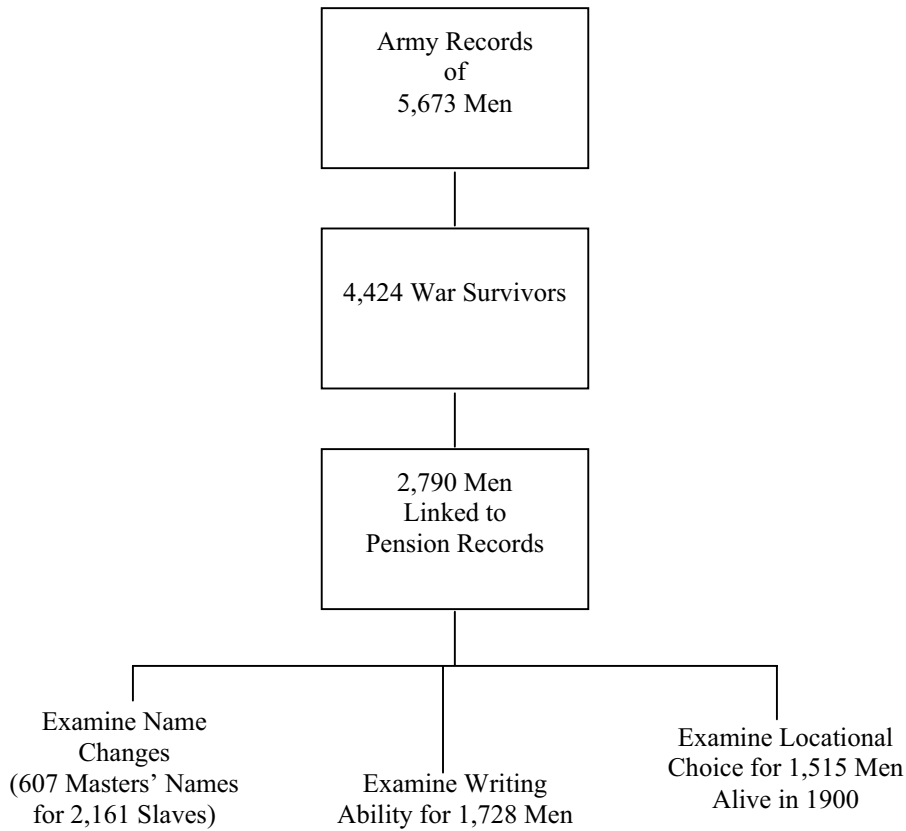 Army Records
of
5,673 Men
4,424 War Survivors
2,790 Men
Linked to
Pension Records
Examine Name
Changes
(607 Masters’ Names
for 2,161 Slaves)
Examine Writing
Ability for 1,728 Men
Examine Locational
Choice for 1,515 Men
Alive in 1900